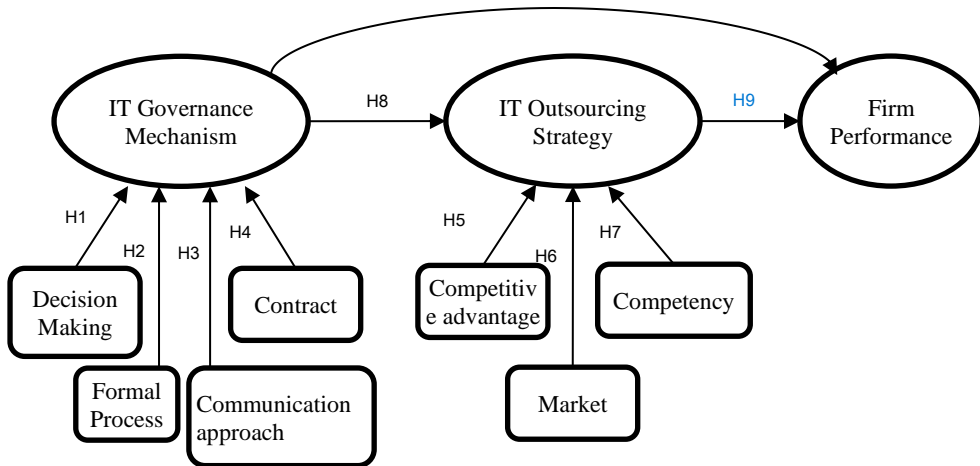 IT Governance
Mechanism
H8
IT Outsourcing
Strategy
H9
Firm
Performance
H1
H2
H3
H4
H5
H6
H7
Decision
Making
Contract
Competitiv
e advantage
Competency
Formal
Process
Communication
approach
Market